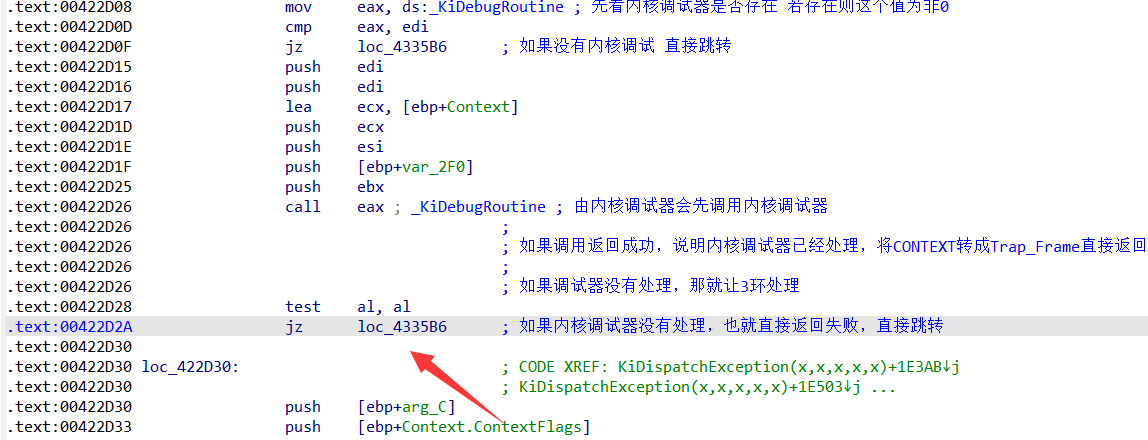 .text:00422D08 mov eax, ds:_KiDebugRoutine ; 先看内核调试器是否存在 若存在则这个值为非0
.text:00422D0D cmp eax, edi
.text:00422D0F jz loc_4335B6 ; 如果没有内核调试 直接跳转
.text:00422D15 push edi
.text:00422D16 push edi
.text:00422D17 lea ecx, [ebp+Context]
.text:00422D1D push ecx
.text:00422D1E push esi
.text:00422D1F push [ebp+var_2F0]
.text:00422D25 push ebx
.text:00422D26 call eax ; _KiDebugRoutine ; 由内核调试器会先调用内核调试器
.text:00422D26 ;
.text:00422D26 ; 如果调用返回成功，说明内核调试器已经处理，将CONTEXT转成Trap_Frame直接返回
.text:00422D26 ;
.text:00422D26 ; 如果调试器没有处理，那就让3环处理
.text:00422D28 test al, al
.text:00422D2A jz loc_4335B6 ; 如果内核调试器没有处理，也就直接返回失败，直接跳转
.text:00422D30
.text:00422D30 loc_422D30: ; CODE XREF: KiDispatchException(x,x,x,x,x)+1E3AB↓j
.text:00422D30 ; KiDispatchException(x,x,x,x,x)+1E503↓j ...
.text:00422D30 push [ebp+arg_C]
.text:00422D33 push [ebp+Context.ContextFlags]